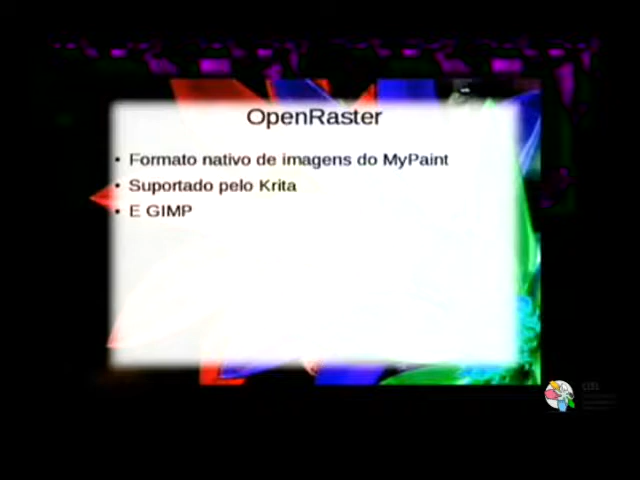 OpenRaster
• Formato nativo de imagens do MyPaint
• Suportado pelo Krita
• E GIMP